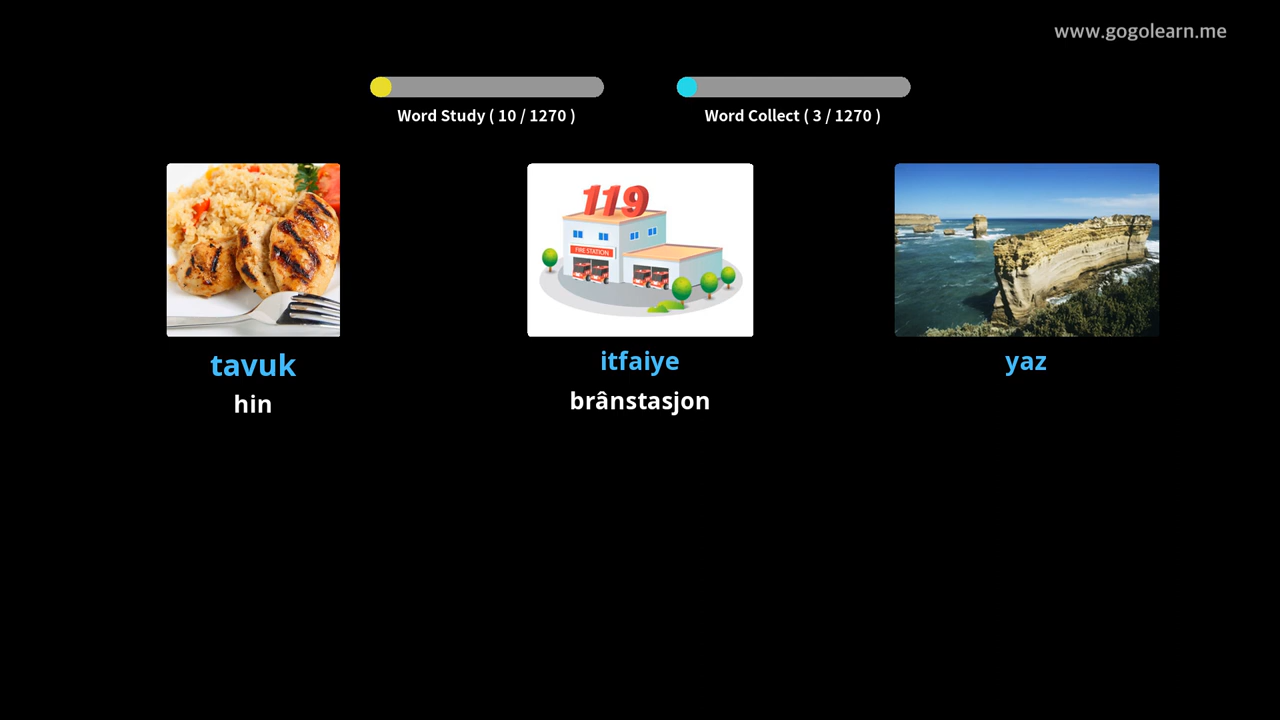 www.gogolearn.me
Word Study ( 10 / 1270 )
Word Collect ( 3 / 1270 )
119
FIRE STATION
tavuk
itfaiye
yaz
hin
brânstasjon